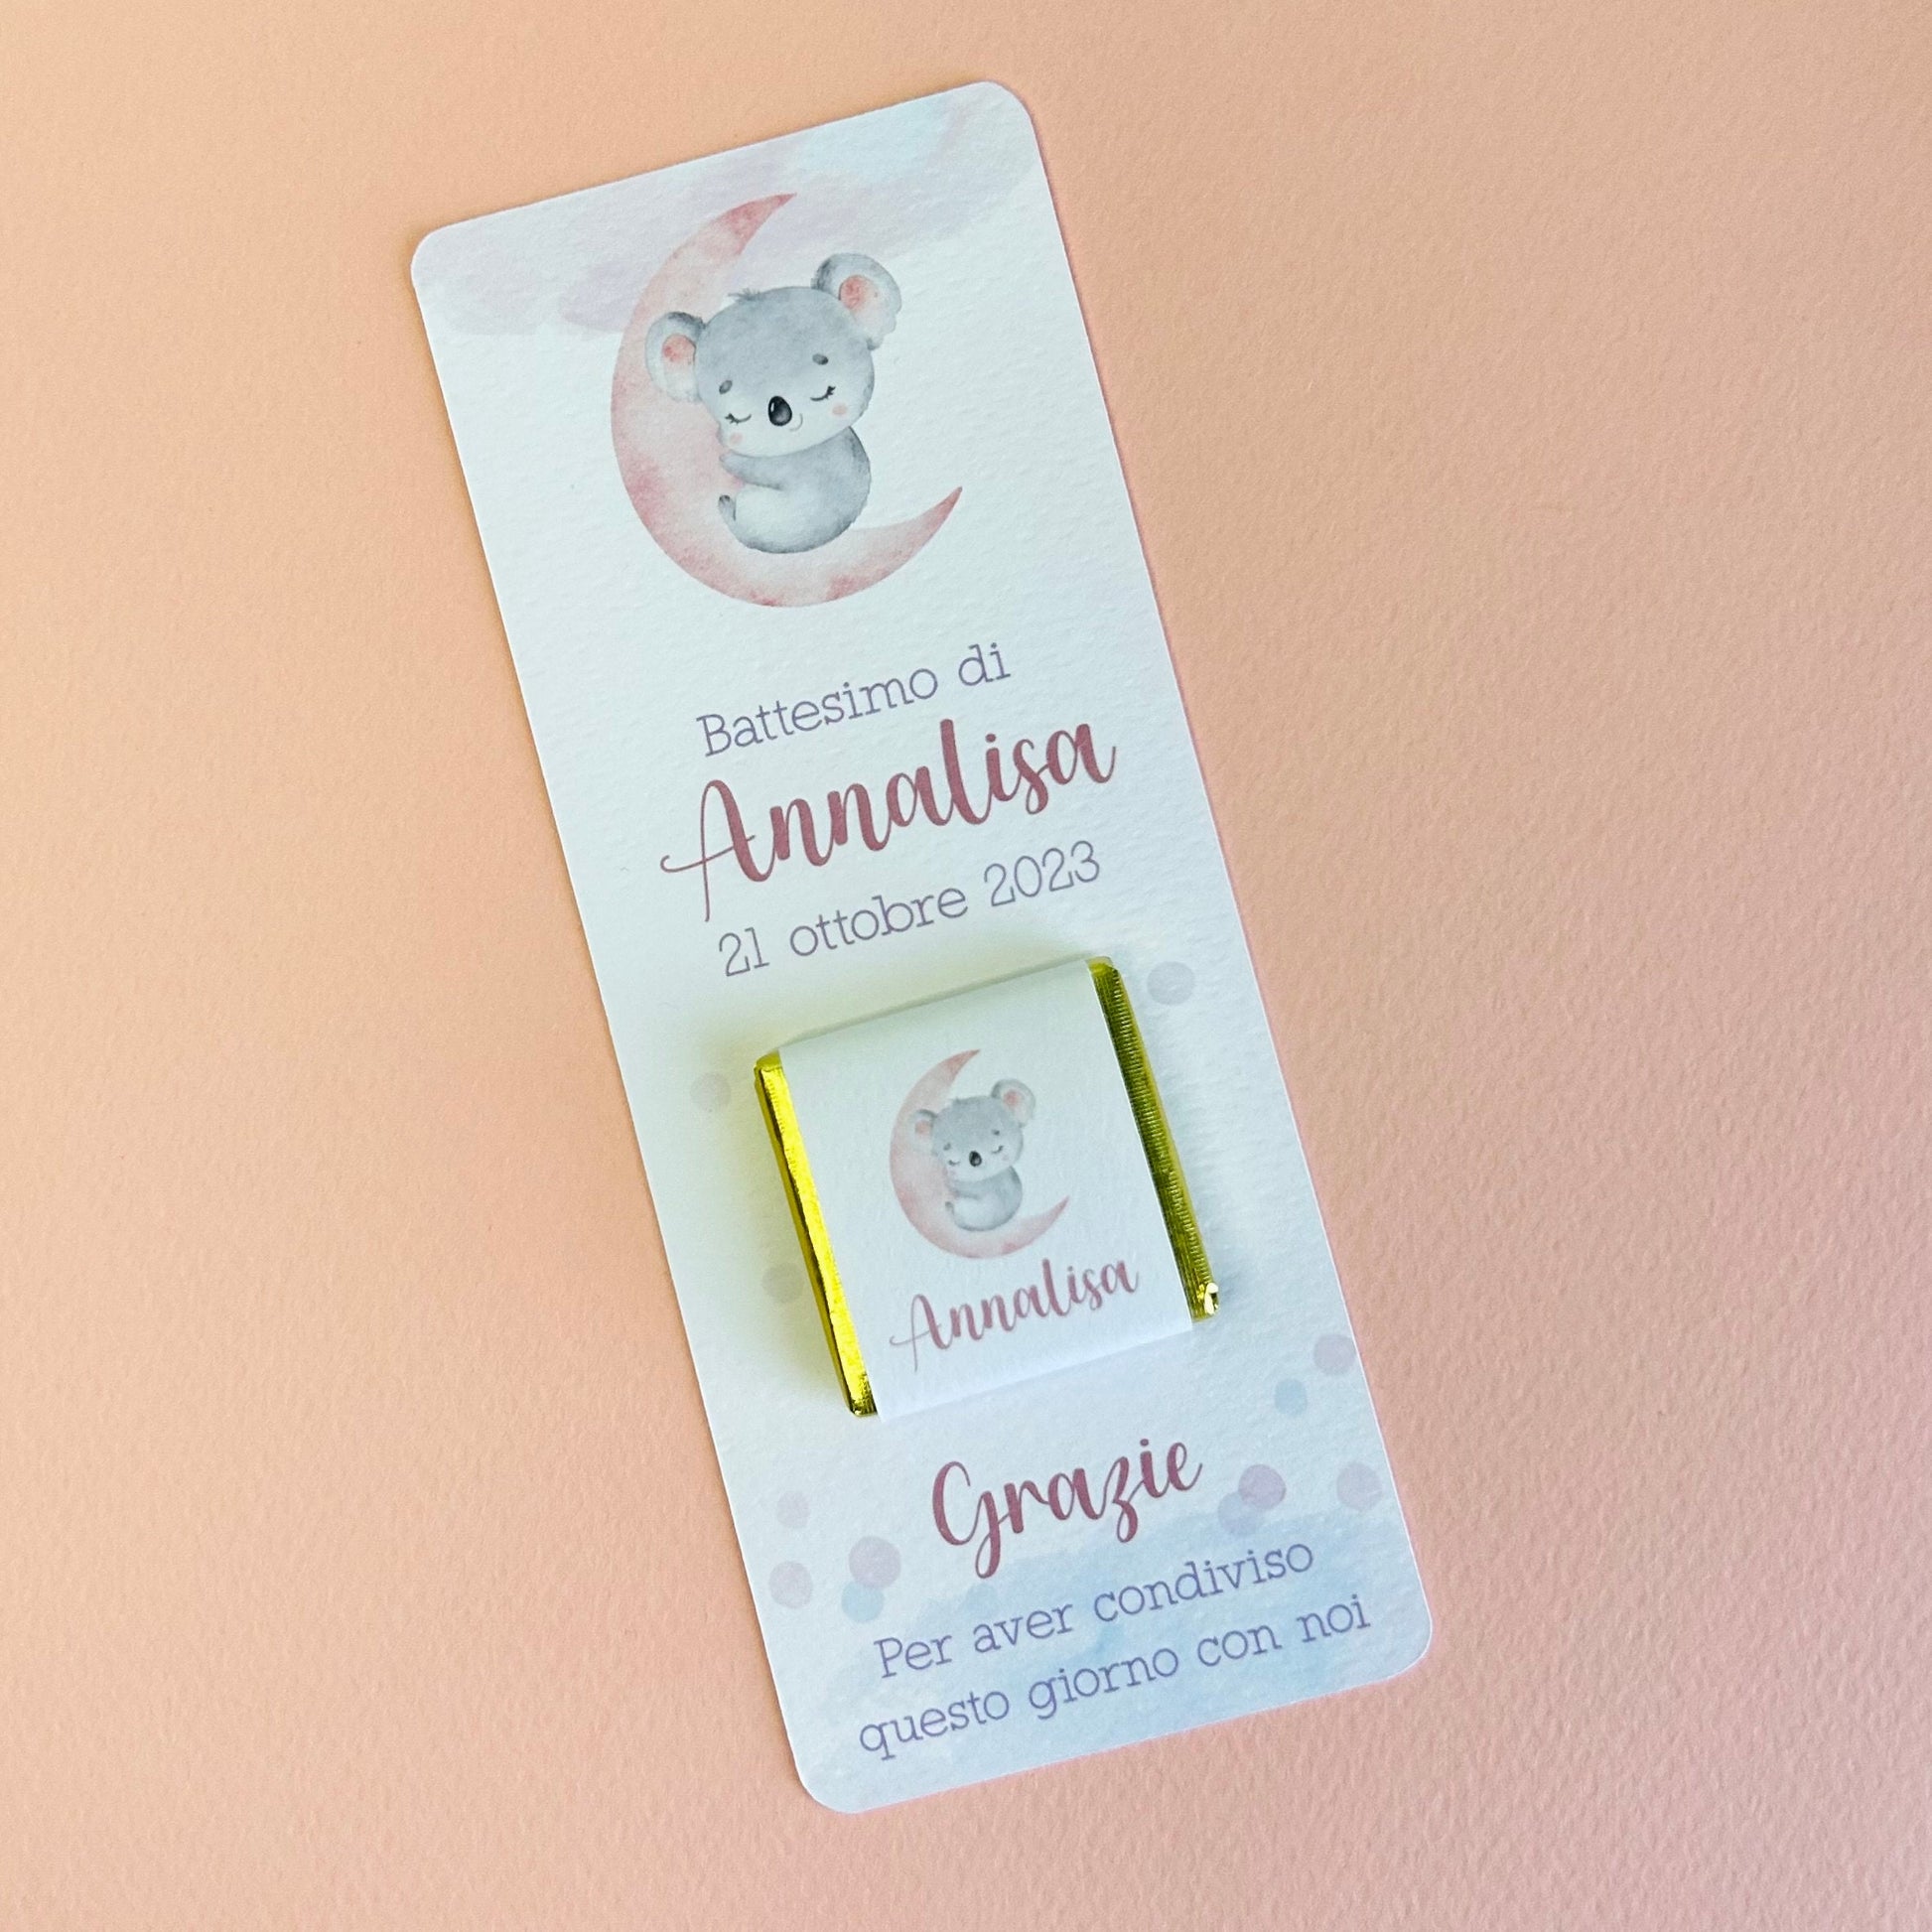 Battesimo di
Annalisa
21 ottobre 2023
Annalisa
Grazie
Per aver condiviso
questo giorno con noi